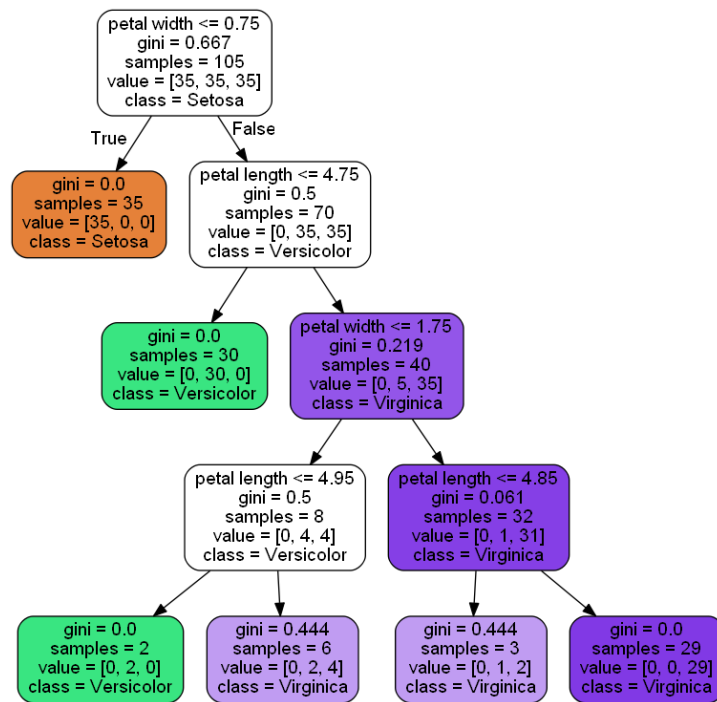 petal width <= 0.75
gini = 0.667
samples = 105
value = [35, 35, 35]
class = Setosa
True
False
gini = 0.0
samples = 35
value = [35, 0, 0]
class = Setosa
petal length <= 4.75
gini = 0.5
samples = 70
value = [0, 35, 35]
class = Versicolor
gini = 0.0
samples = 30
value = [0, 30, 0]
class = Versicolor
petal width <= 1.75
gini = 0.219
samples = 40
value = [0, 5, 35]
class = Virginica
petal length <= 4.95
gini = 0.5
samples = 8
value = [0, 4, 4]
class = Versicolor
petal length <= 4.85
gini = 0.061
samples = 32
value = [0, 1, 31]
class = Virginica
gini = 0.0
samples = 2
value = [0, 2, 0]
class = Versicolor
gini = 0.444
samples = 6
value = [0, 2, 4]
class = Virginica
gini = 0.444
samples = 3
value = [0, 1, 2]
class = Virginica
gini = 0.0
samples = 29
value = [0, 0, 29]
class = Virginica